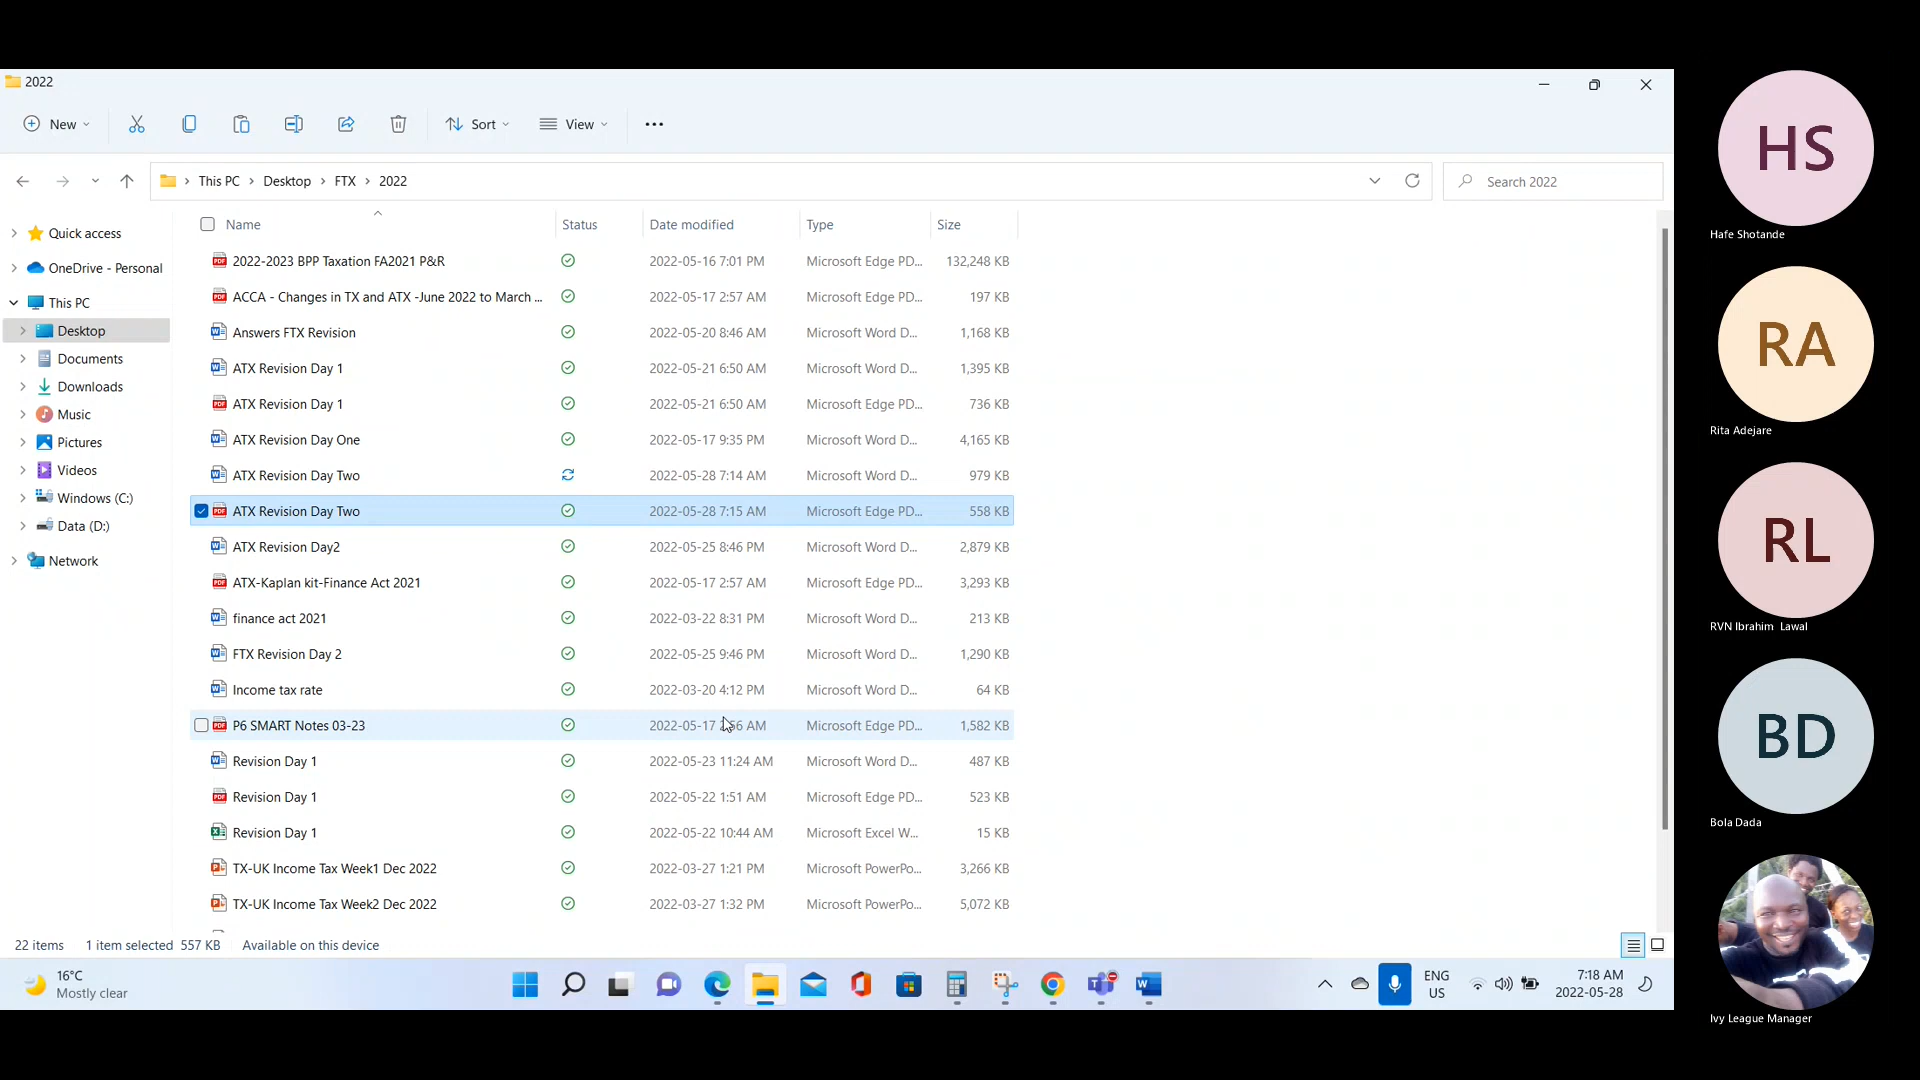 2022
New
Sort
View
This PC
Desktop
FTX
2022
Search 2022
Quick access
OneDrive - Personal
This PC
Desktop
Documents
Downloads
Music
Pictures
Videos
Windows (C:)
Data (D:)
Network
Name Status Date modified Type Size
2022-2023 BPP Taxation FA2021 P&R 2022-05-16 7:01 PM Microsoft Edge PD... 132,248 KB
ACCA - Changes in TX and ATX -June 2022 to March ... 2022-05-17 2:57 AM Microsoft Edge PD... 197 KB
Answers FTX Revision 2022-05-20 8:46 AM Microsoft Word D... 1,168 KB
ATX Revision Day 1 2022-05-21 6:50 AM Microsoft Word D... 1,395 KB
ATX Revision Day 1 2022-05-21 6:50 AM Microsoft Edge PD... 736 KB
ATX Revision Day One 2022-05-17 9:35 PM Microsoft Word D... 4,165 KB
ATX Revision Day Two 2022-05-28 7:14 AM Microsoft Word D... 979 KB
ATX Revision Day Two 2022-05-28 7:15 AM Microsoft Edge PD... 558 KB
ATX Revision Day2 2022-05-25 8:46 PM Microsoft Word D... 2,879 KB
ATX-Kaplan kit-Finance Act 2021 2022-05-17 2:57 AM Microsoft Edge PD... 3,293 KB
finance act 2021 2022-03-22 8:31 PM Microsoft Word D... 213 KB
FTX Revision Day 2 2022-05-25 9:46 PM Microsoft Word D... 1,290 KB
Income tax rate 2022-03-20 4:12 PM Microsoft Word D... 64 KB
P6 SMART Notes 03-23 2022-05-17 AM Microsoft Edge PD... 1,582 KB
Revision Day 1 2022-05-23 11:24 AM Microsoft Word D... 487 KB
Revision Day 1 2022-05-22 1:51 AM Microsoft Edge PD... 523 KB
Revision Day 1 2022-05-22 10:44 AM Microsoft Excel W... 15 KB
TX-UK Income Tax Week1 Dec 2022 2022-03-27 1:21 PM Microsoft PowerPo... 3,266 KB
TX-UK Income Tax Week2 Dec 2022 2022-03-27 1:32 PM Microsoft PowerPo... 5,072 KB
22 items 1 item selected 557 KB Available on this device
16°C
Mostly clear
ENG
US
7:18 AM
2022-05-28
HS
Hafe Shotande
RA
Rita Adejare
RL
RVN Ibrahim Lawal
BD
Bola Dada
Ivy League Manager